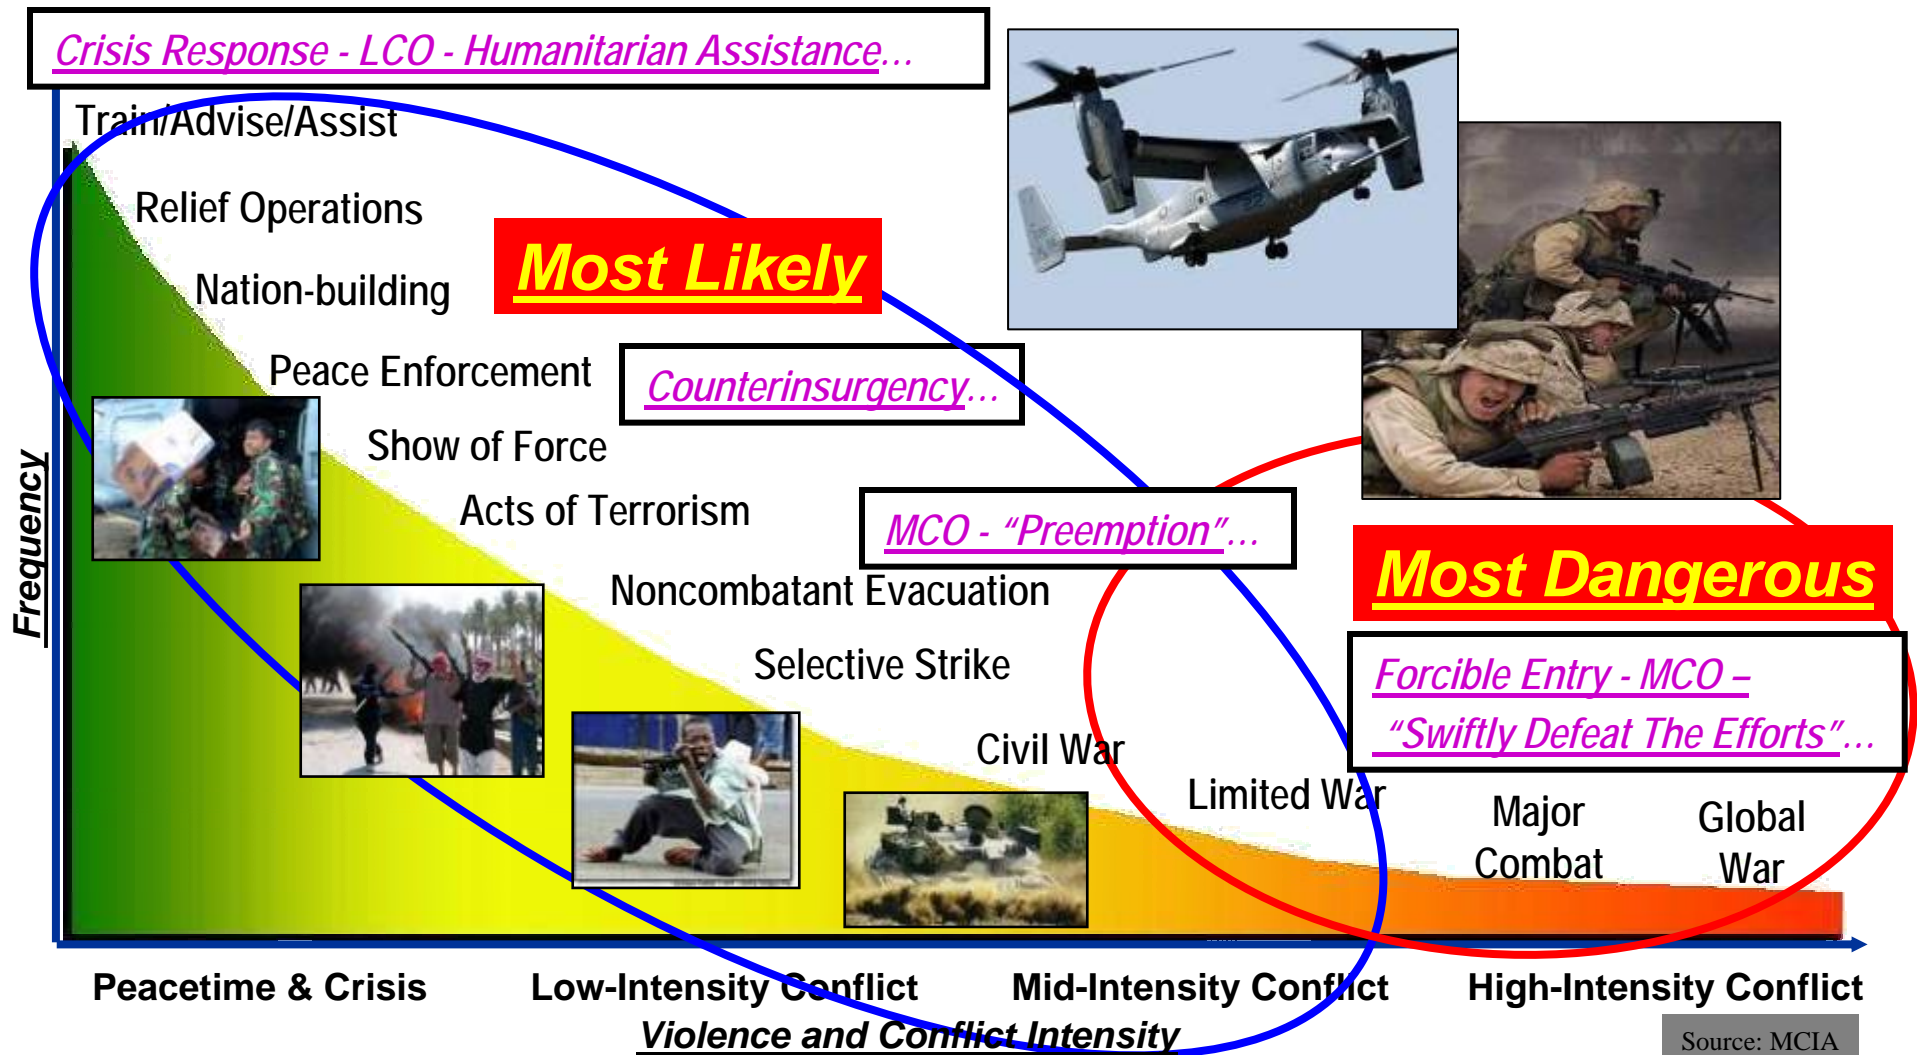 Crisis Response - LCO - Humanitarian Assistance...
Train/Advise/Assist
Relief Operations
Most Likely
Nation-building
Peace Enforcement
Counterinsurgency...
Show of Force
Acts of Terrorism
MCO - “Preemption”...
Noncombatant Evacuation
Most Dangerous
Selective Strike
Forcible Entry - MCO –
“Swiftly Defeat The Efforts”...
Civil War
Limited War
Major
Combat
Global
War
Frequency
Peacetime & Crisis
Low-Intensity Conflict
Mid-Intensity Conflict
High-Intensity Conflict
Violence and Conflict Intensity
Source: MCIA